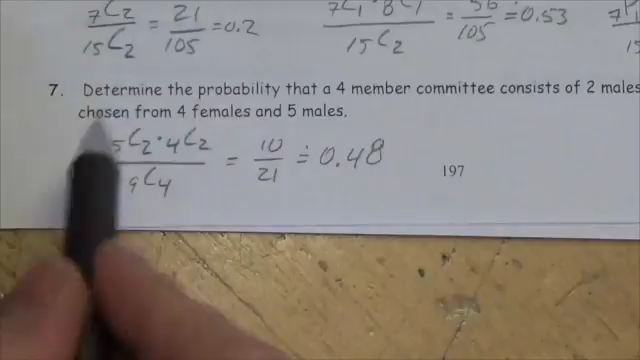 7C2 / 15C2 = 21 / 105 = 0.2
7C1 · 8C1 / 15C2 = 56 / 105 ≐ 0.53
7. Determine the probability that a 4 member committee consists of 2 males
chosen from 4 females and 5 males,
5C2 · 4C2 / 9C4 = 10 / 21 ≐ 0.48
197